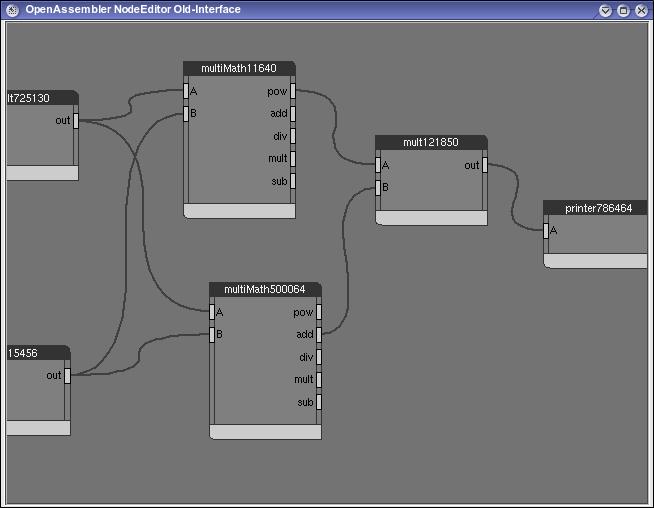 OpenAssembler NodeEditor Old-Interface
lt725130
out
multiMath11640
A pow
B add
div
mult
sub
mult121850
A out
B
printer786464
A
multiMath500064
A pow
B add
div
mult
sub
15456
out